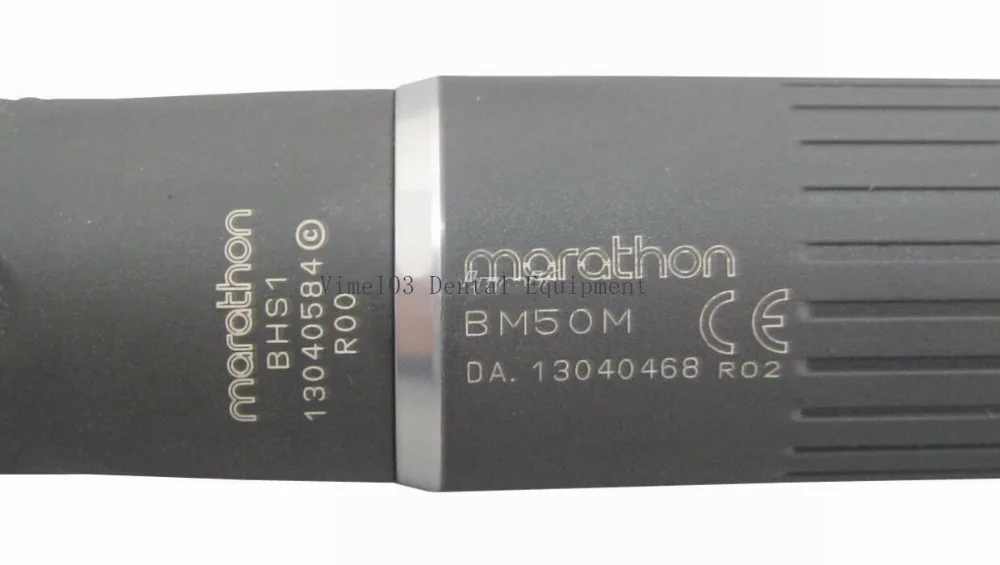 marathon
BHS1
13040584 ©
R00
marathon
BM50M
CE
DA. 13040468 R02
Vimel03 Dental Equipment